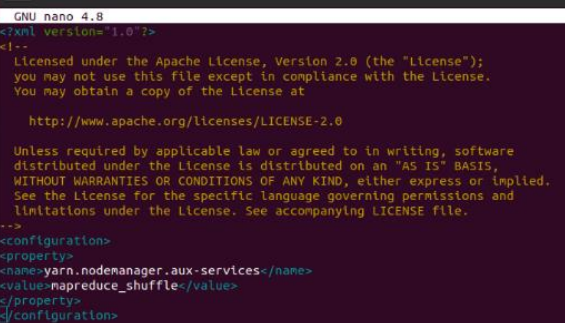 GNU nano 4.8
<?xml version="1.0"?>
<!--
Licensed under the Apache License, Version 2.0 (the "License");
you may not use this file except in compliance with the License.
You may obtain a copy of the License at
http://www.apache.org/licenses/LICENSE-2.0
Unless required by applicable law or agreed to in writing, software
distributed under the License is distributed on an "AS IS" BASIS,
WITHOUT WARRANTIES OR CONDITIONS OF ANY KIND, either express or implied.
See the License for the specific language governing permissions and
limitations under the License. See accompanying LICENSE file.
-->
<configuration>
<property>
<name>yarn.nodemanager.aux-services</name>
<value>mapreduce_shuffle</value>
</property>
</configuration>